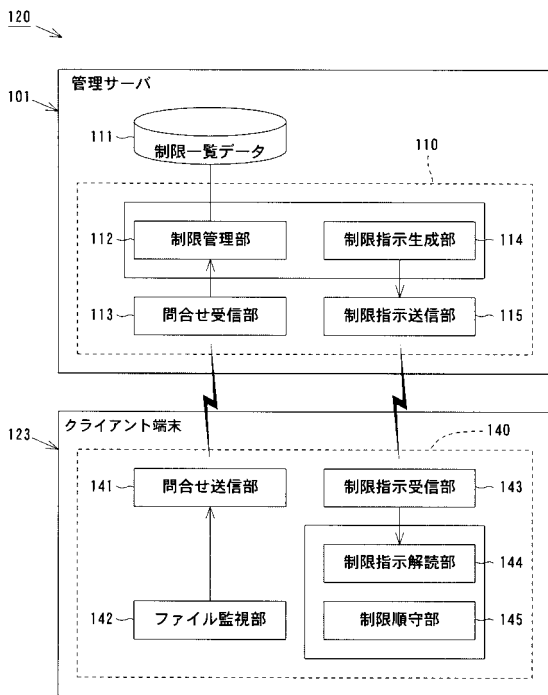 120
管理サーバ
101
111
制限一覧データ
110
112
制限管理部
制限指示生成部
114
113
問合せ受信部
制限指示送信部
115
クライアント端末
123
140
141
問合せ送信部
制限指示受信部
143
制限指示解読部
144
142
ファイル監視部
制限順守部
145